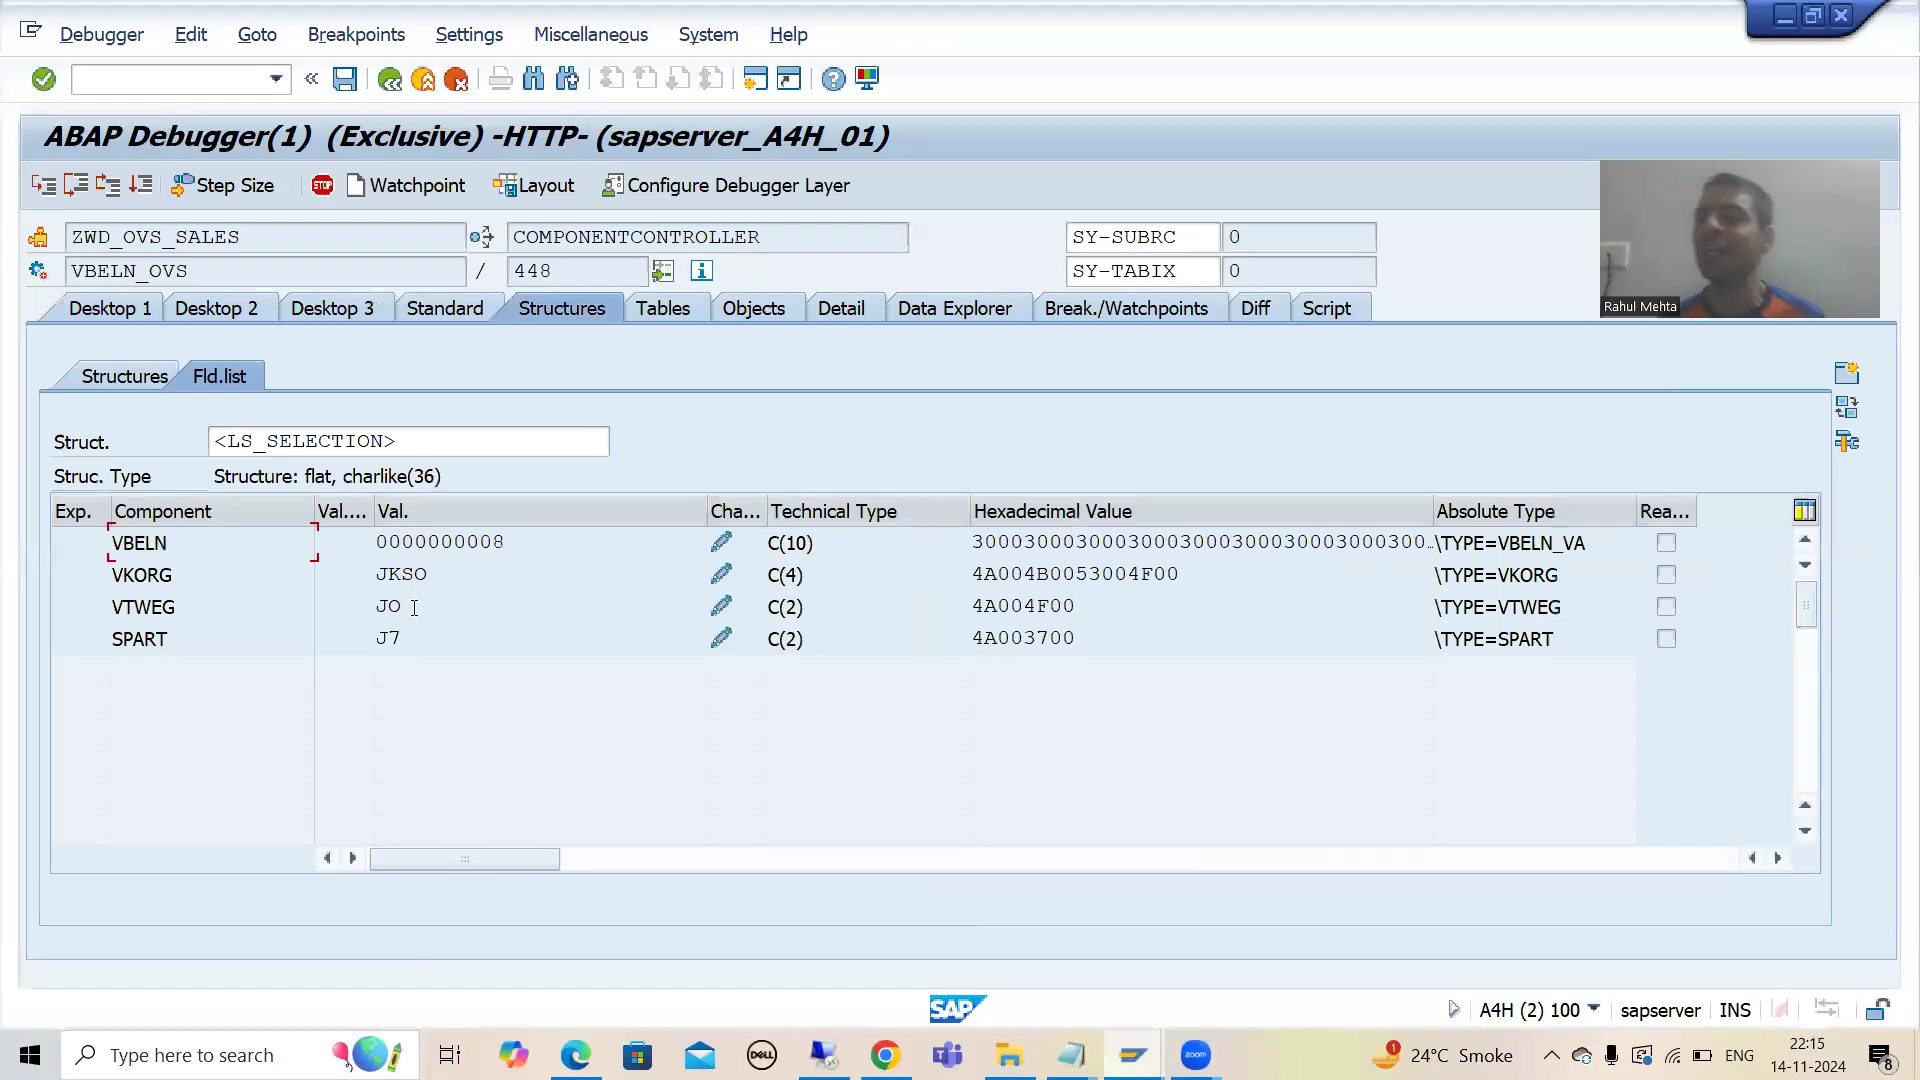 Debugger Edit Goto Breakpoints Settings Miscellaneous System Help
ABAP Debugger(1) (Exclusive) -HTTP- (sapserver_A4H_01)
Step Size STOP Watchpoint Layout Configure Debugger Layer
ZWD_OVS_SALES COMPONENTCONTROLLER SY-SUBRC 0
VBELN_OVS / 448 SY-TABIX 0
Rahul Mehta
Desktop 1 Desktop 2 Desktop 3 Standard Structures Tables Objects Detail Data Explorer Break./Watchpoints Diff Script
Structures Fld.list
Struct. <LS_SELECTION>
Struc. Type Structure: flat, charlike(36)
Exp. Component Val.... Val. Cha... Technical Type Hexadecimal Value Absolute Type Rea...
VBELN 0000000008 C(10) 300030003000300030003000300030003000300... \TYPE=VBELN_VA
VKORG JKSO C(4) 4A004B0053004F00 \TYPE=VKORG
VTWEG JO C(2) 4A004F00 \TYPE=VTWEG
SPART J7 C(2) 4A003700 \TYPE=SPART
SAP A4H (2) 100 sapserver INS
Type here to search DELL zoom 1 24°C Smoke ENG 22:15
14-11-2024 8